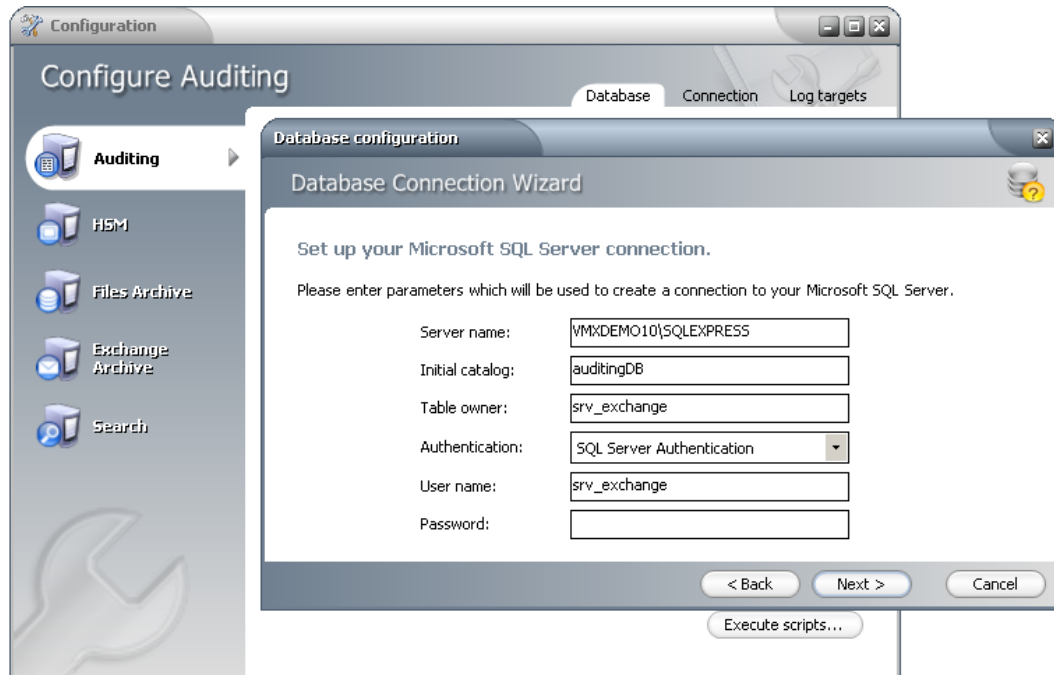 Configuration
Configure Auditing
Database Connection Log targets
Auditing
HSM
Files Archive
Exchange
Archive
Search
Database configuration
Database Connection Wizard
Set up your Microsoft SQL Server connection.
Please enter parameters which will be used to create a connection to your Microsoft SQL Server.
Server name: VMXDEMO10\SQLEXPRESS
Initial catalog: auditingDB
Table owner: srv_exchange
Authentication: SQL Server Authentication
User name: srv_exchange
Password:
< Back Next > Cancel
Execute scripts...